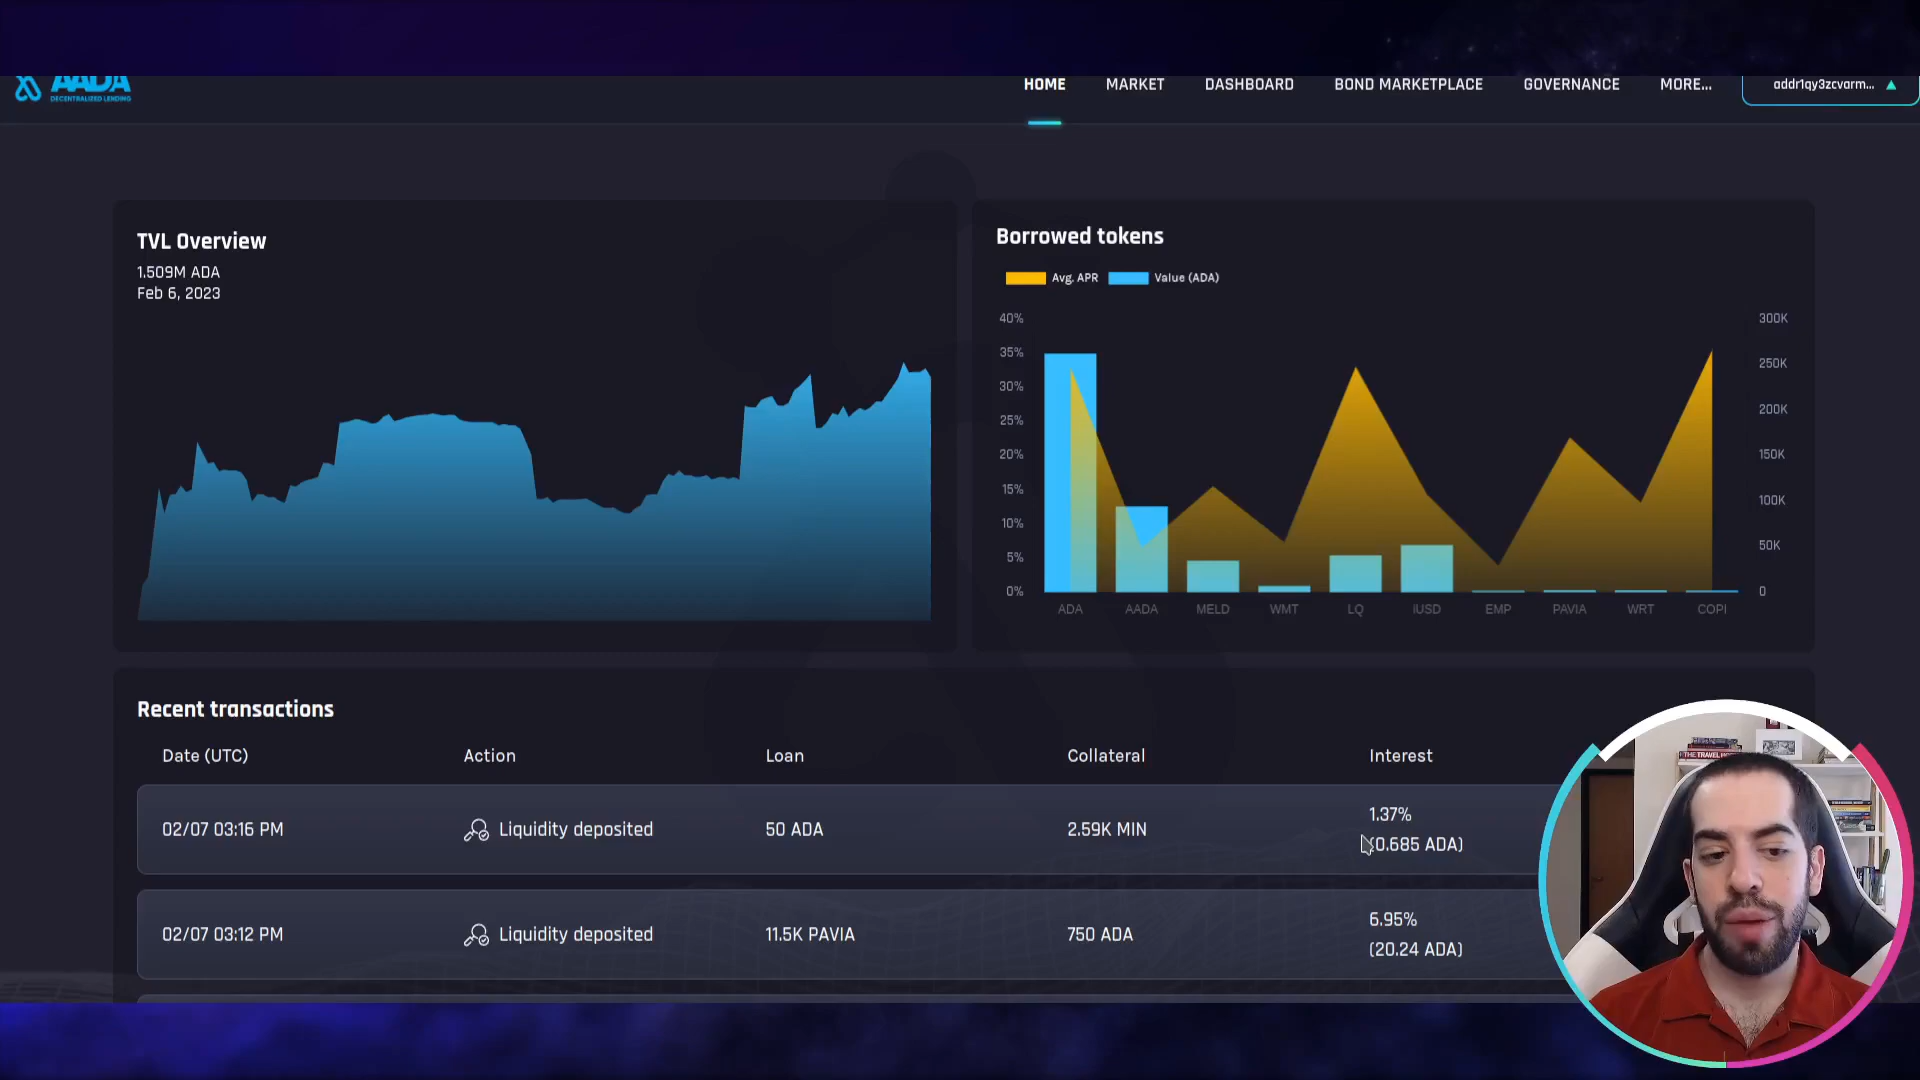 AADA
DECENTRALIZED LENDING
HOME
MARKET
DASHBOARD
BOND MARKETPLACE
GOVERNANCE
MORE...
addr1qy3zcvarm...
TVL Overview
1.509M ADA
Feb 6, 2023
Borrowed tokens
Avg. APR
Value (ADA)
40%
35%
30%
25%
20%
15%
10%
5%
0%
300K
250K
200K
150K
100K
50K
0
ADA
AADA
MELD
WMT
LQ
iUSD
EMP
PAVIA
WRT
COPI
Recent transactions
Date (UTC)
Action
Loan
Collateral
Interest
02/07 03:16 PM
Liquidity deposited
50 ADA
2.59K MIN
1.37%
(0.685 ADA)
02/07 03:12 PM
Liquidity deposited
11.5K PAVIA
750 ADA
6.95%
(20.24 ADA)